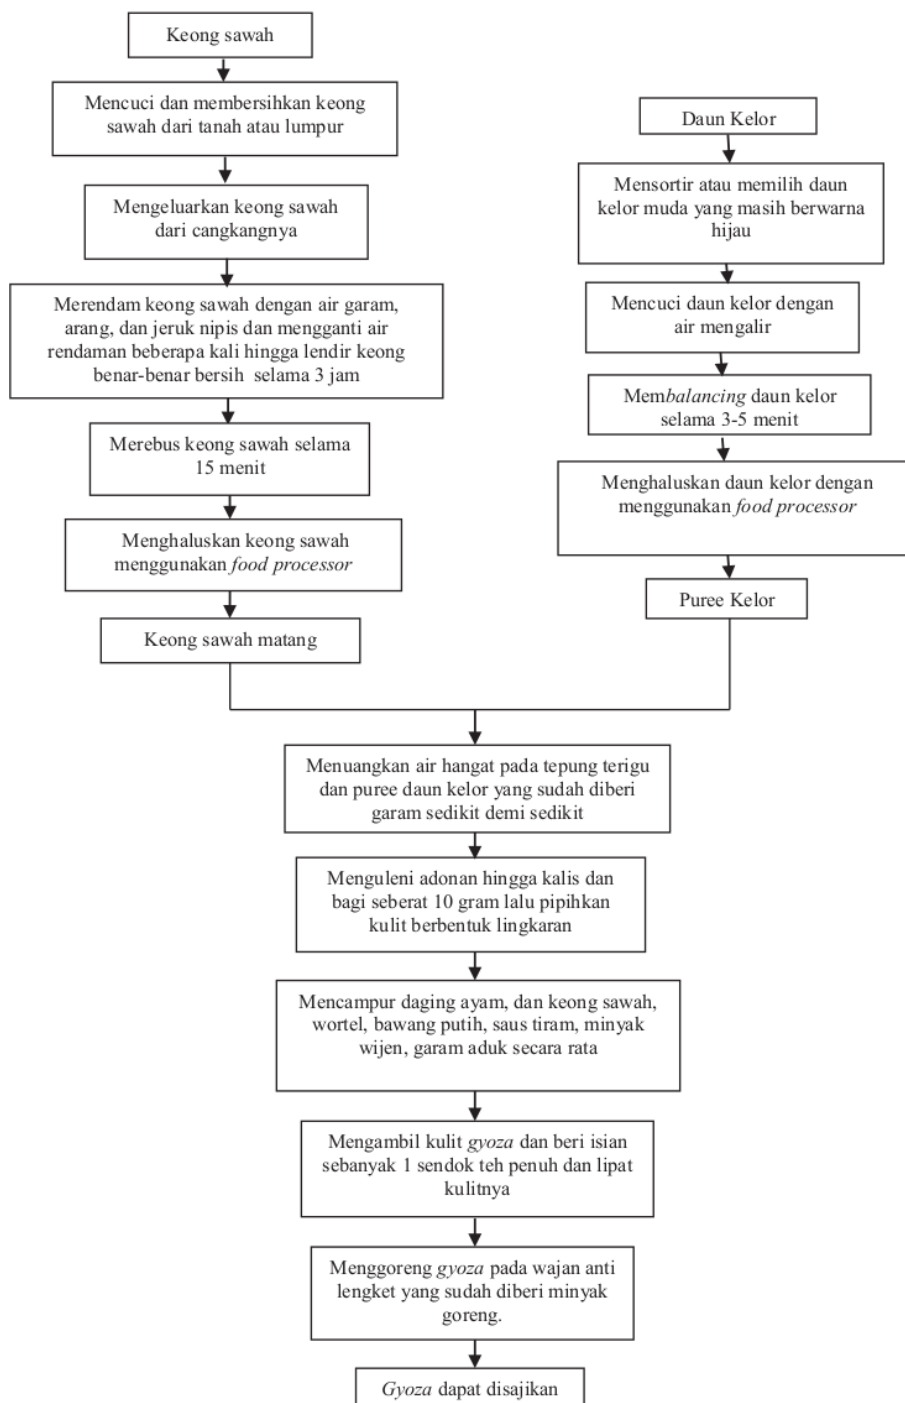 Keong sawah
Mencuci dan membersihkan keong
sawah dari tanah atau lumpur
Mengeluarkan keong sawah
dari cangkangnya
Merendam keong sawah dengan air garam,
arang, dan jeruk nipis dan mengganti air
rendaman beberapa kali hingga lendir keong
benar-benar bersih selama 3 jam
Merebus keong sawah selama
15 menit
Menghaluskan keong sawah
menggunakan food processor
Keong sawah matang
Daun Kelor
Mensortir atau memilih daun
kelor muda yang masih berwarna
hijau
Mencuci daun kelor dengan
air mengalir
Membalancing daun kelor
selama 3-5 menit
Menghaluskan daun kelor dengan
menggunakan food processor
Puree Kelor
Menuangkan air hangat pada tepung terigu
dan puree daun kelor yang sudah diberi
garam sedikit demi sedikit
Menguleni adonan hingga kalis dan
bagi seberat 10 gram lalu pipihkan
kulit berbentuk lingkaran
Mencampur daging ayam, dan keong sawah,
wortel, bawang putih, saus tiram, minyak
wijen, garam aduk secara rata
Mengambil kulit gyoza dan beri isian
sebanyak 1 sendok teh penuh dan lipat
kulitnya
Menggoreng gyoza pada wajan anti
lengket yang sudah diberi minyak
goreng.
Gyoza dapat disajikan